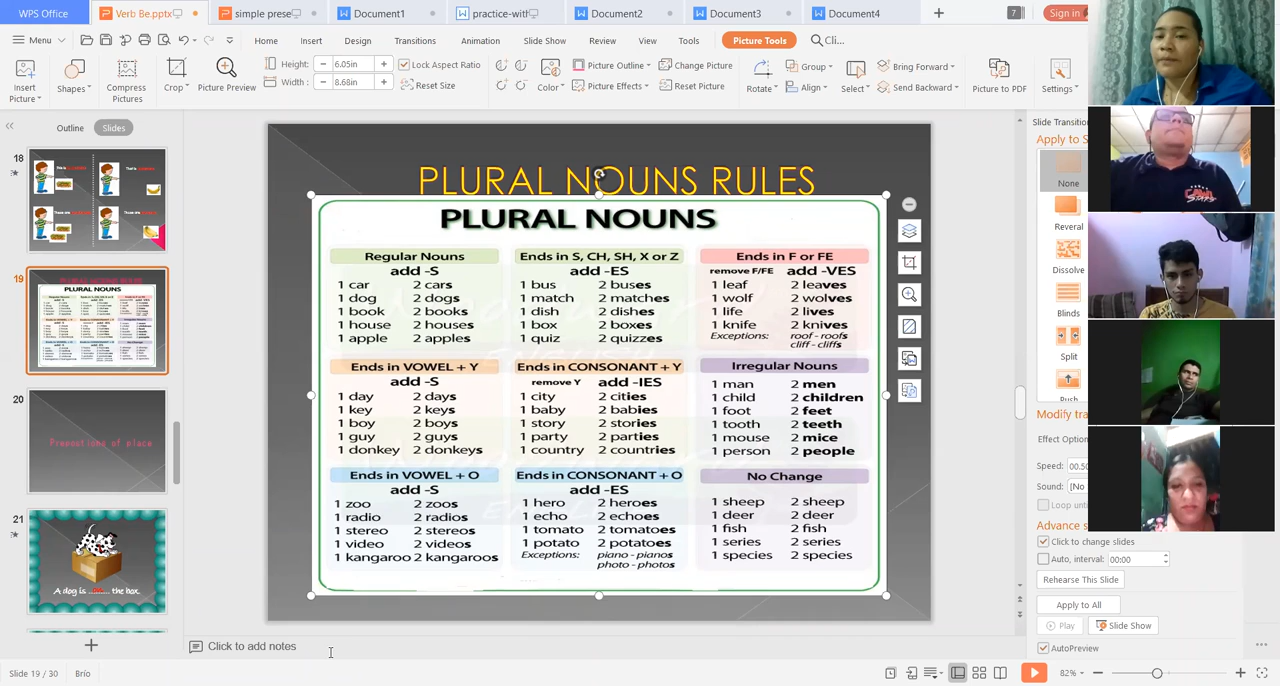 WPS Office
Verb Be.pptx
simple prese
Document1
practice-with
Document2
Document3
Document4
7
Sign in
Menu
Home
Insert
Design
Transitions
Animation
Slide Show
Review
View
Tools
Picture Tools
Cli...
Insert Picture
Shapes
Compress Pictures
Crop
Picture Preview
Height: 6.05in
Width : 8.68in
Lock Aspect Ratio
Reset Size
Color
Picture Outline
Picture Effects
Change Picture
Reset Picture
Rotate
Group
Align
Select
Bring Forward
Send Backward
Picture to PDF
Settings
Outline
Slides
18
19
PLURAL NOUNS
20
Prepostions of place
21
A dog is ...... the box.
PLURAL NOUNS RULES
PLURAL NOUNS
Regular Nouns
add -S
1 car 2 cars
1 dog 2 dogs
1 book 2 books
1 house 2 houses
1 apple 2 apples
Ends in S, CH, SH, X or Z
add -ES
1 bus 2 buses
1 match 2 matches
1 dish 2 dishes
1 box 2 boxes
1 quiz 2 quizzes
Ends in F or FE
remove F/FE add -VES
1 leaf 2 leaves
1 wolf 2 wolves
1 life 2 lives
1 knife 2 knives
Exceptions: roof - roofs
cliff - cliffs
Ends in VOWEL + Y
add -S
1 day 2 days
1 key 2 keys
1 boy 2 boys
1 guy 2 guys
1 donkey 2 donkeys
Ends in CONSONANT + Y
remove Y add -IES
1 city 2 cities
1 baby 2 babies
1 story 2 stories
1 party 2 parties
1 country 2 countries
Irregular Nouns
1 man 2 men
1 child 2 children
1 foot 2 feet
1 tooth 2 teeth
1 mouse 2 mice
1 person 2 people
Ends in VOWEL + O
add -S
1 zoo 2 zoos
1 radio 2 radios
1 stereo 2 stereos
1 video 2 videos
1 kangaroo 2 kangaroos
Ends in CONSONANT + O
add -ES
1 hero 2 heroes
1 echo 2 echoes
1 tomato 2 tomatoes
1 potato 2 potatoes
Exceptions: piano - pianos
photo - photos
No Change
1 sheep 2 sheep
1 deer 2 deer
1 fish 2 fish
1 series 2 series
1 species 2 species
Slide Transition
Apply to S
None
Reveral
Dissolve
Blinds
Split
Push
Modify tra
Effect Option
Speed: 00.50
Sound: [No
Loop unti
Advance s
Click to change slides
Auto, interval: 00:00
Rehearse This Slide
Apply to All
Play
Slide Show
AutoPreview
Click to add notes
Slide 19 / 30
Brío
82%